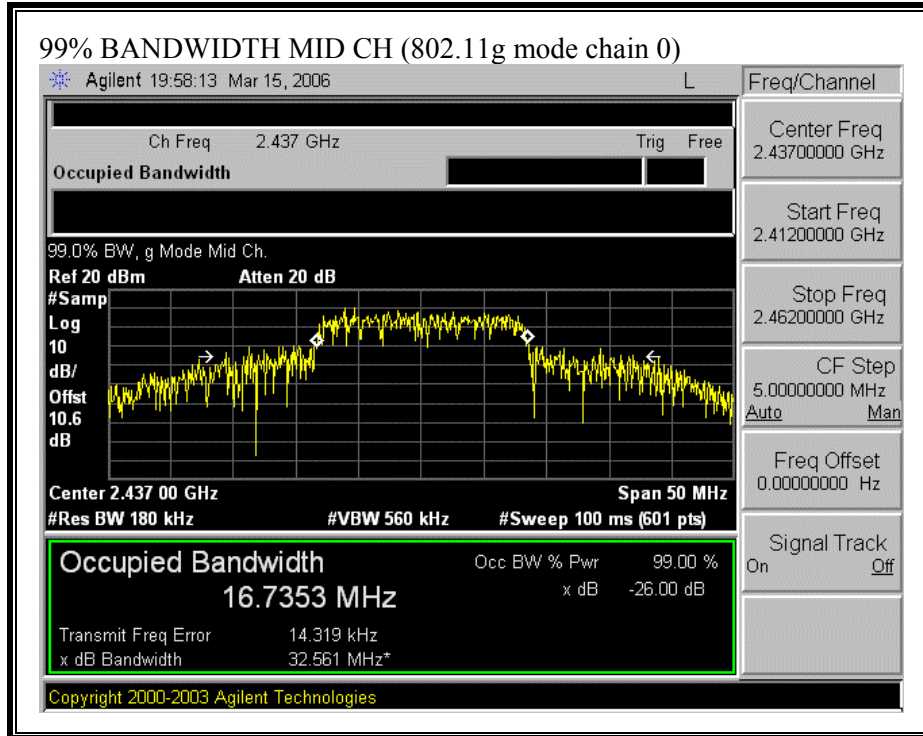 99% BANDWIDTH MID CH (802.11g mode chain 0)
Agilent 19:58:13 Mar 15, 2006 L Freq/Channel
Ch Freq 2.437 GHz Trig Free
Occupied Bandwidth
Center Freq
2.43700000 GHz
Start Freq
2.41200000 GHz
99.0% BW, g Mode Mid Ch.
Ref 20 dBm Atten 20 dB
#Samp
Log
10
dB/
Offst
10.6
dB
Stop Freq
2.46200000 GHz
CF Step
5.00000000 MHz
Auto Man
Freq Offset
0.00000000 Hz
Center 2.437 00 GHz Span 50 MHz
#Res BW 180 kHz #VBW 560 kHz #Sweep 100 ms (601 pts)
Signal Track
On Off
Occupied Bandwidth Occ BW % Pwr 99.00 %
16.7353 MHz x dB -26.00 dB
Transmit Freq Error 14.319 kHz
x dB Bandwidth 32.561 MHz*
Copyright 2000-2003 Agilent Technologies